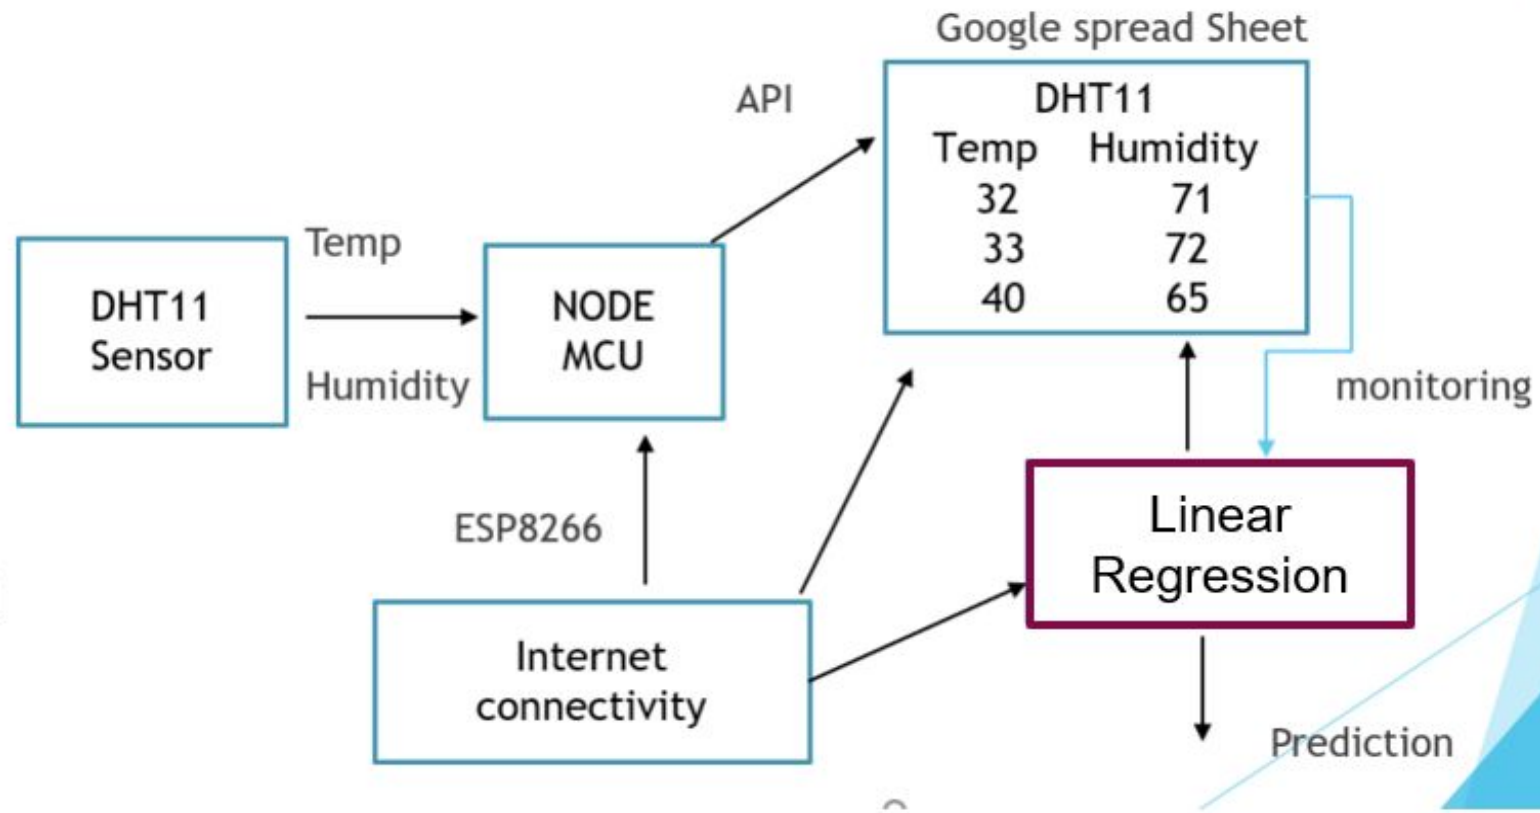 Google spread Sheet
API
DHT11
Temp Humidity
32 71
33 72
40 65
Temp
DHT11
Sensor
Humidity
NODE
MCU
monitoring
ESP8266
Linear
Regression
Internet
connectivity
Prediction